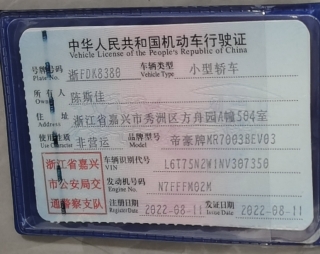 中华人民共和国机动车行驶证
Vehicle License of the People's Republic of China
号牌号码 浙FDK8380 车辆类型 小型轿车
Plate No. Vehicle Type
所有人 陈斯佳
Owner
住址 浙江省嘉兴市秀洲区方舟园A幢504室
Address
使用性质 非营运 品牌型号 帝豪牌MR7003BEV03
Use Character Model
浙江省嘉兴市公安局交通警察支队
车辆识别代号 L6T75N2W1NV307350
VIN
发动机号码 N7FFFM02M
Engine No.
注册日期 2022-08-11 发证日期 2022-08-11
Register Date Issue Date